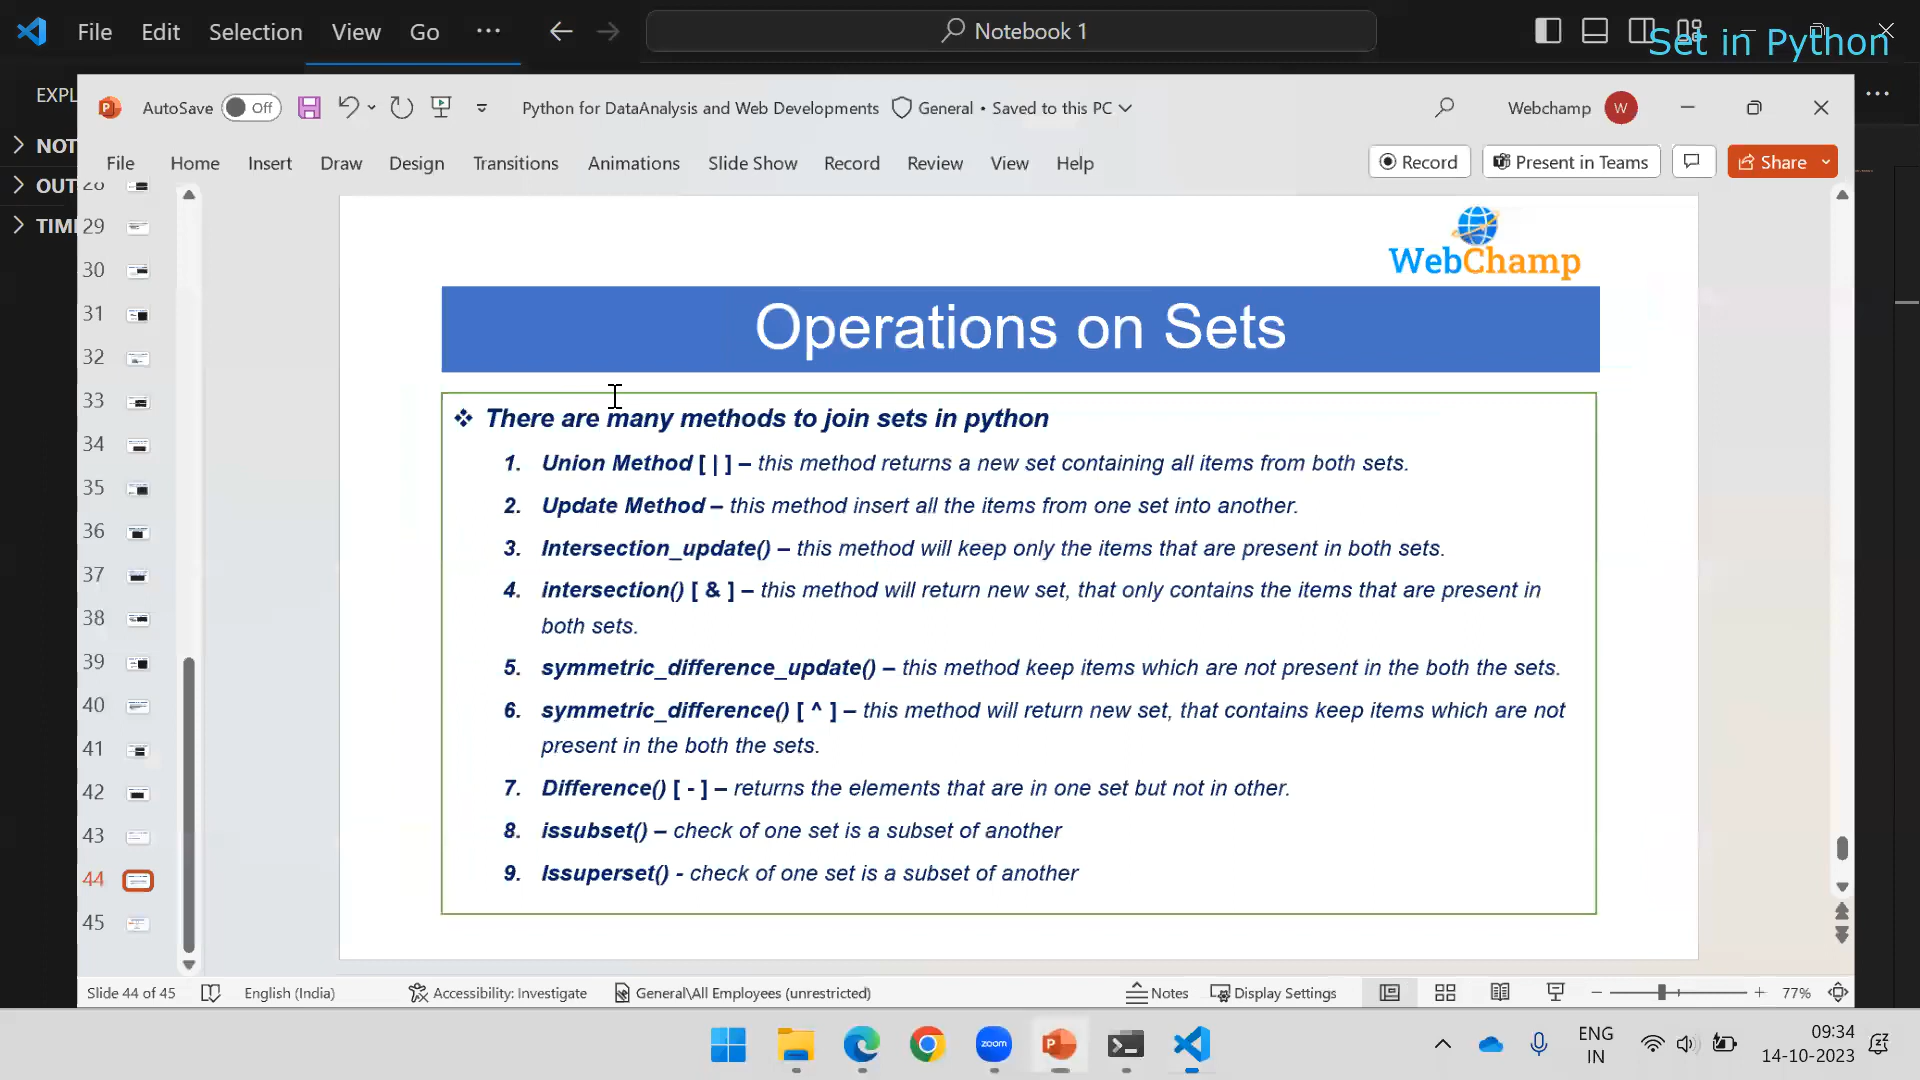 File Edit Selection View Go ··· Notebook 1
Set in Python
EXPL
AutoSave Off Python for DataAnalysis and Web Developments General • Saved to this PC Webchamp W
NOT
File Home Insert Draw Design Transitions Animations Slide Show Record Review View Help Record Present in Teams Share
OUT
TIME
28
29
30
31
32
33
34
35
36
37
38
39
40
41
42
43
44
45
WebChamp
Operations on Sets
❖ There are many methods to join sets in python
1. Union Method [ | ] – this method returns a new set containing all items from both sets.
2. Update Method – this method insert all the items from one set into another.
3. Intersection_update() – this method will keep only the items that are present in both sets.
4. intersection() [ & ] – this method will return new set, that only contains the items that are present in
both sets.
5. symmetric_difference_update() – this method keep items which are not present in the both the sets.
6. symmetric_difference() [ ^ ] – this method will return new set, that contains keep items which are not
present in the both the sets.
7. Difference() [ - ] – returns the elements that are in one set but not in other.
8. issubset() – check of one set is a subset of another
9. Issuperset() - check of one set is a subset of another
Slide 44 of 45 English (India) Accessibility: Investigate General\All Employees (unrestricted) Notes Display Settings 77%
zoom
ENG
IN
09:34
14-10-2023